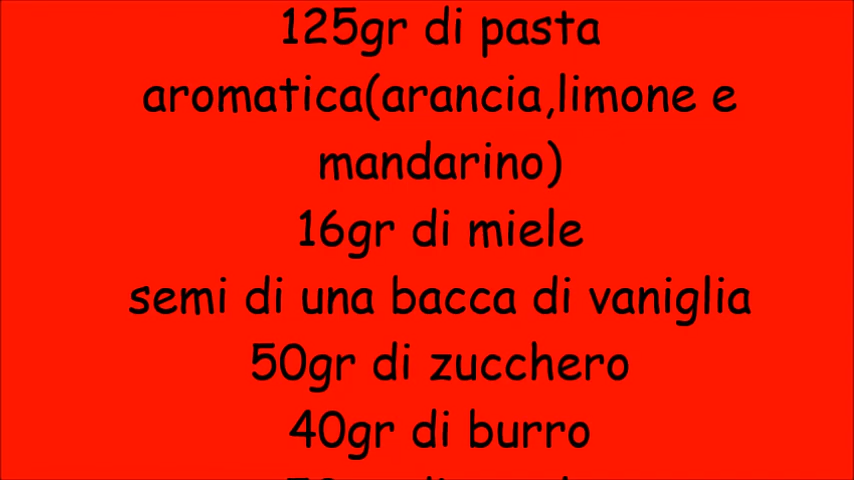 125gr di pasta
aromatica(arancia,limone e
mandarino)
16gr di miele
semi di una bacca di vaniglia
50gr di zucchero
40gr di burro